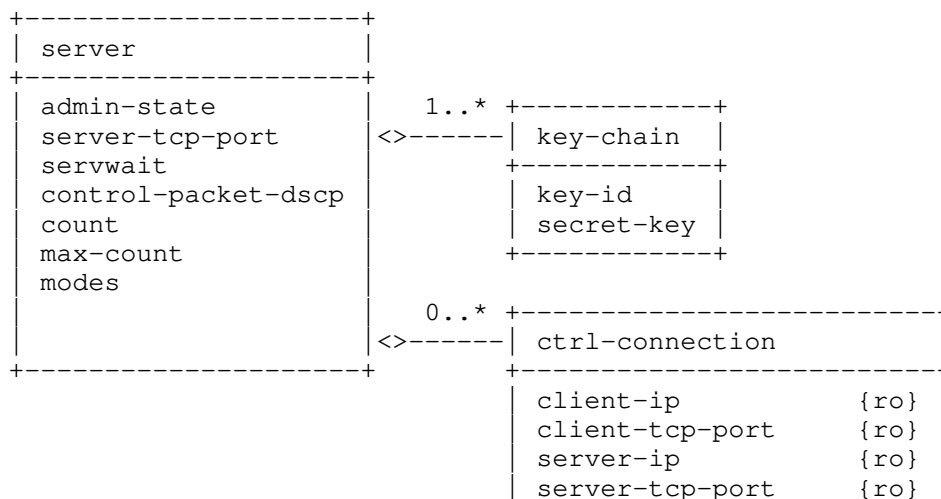 +----------------------+
| server               |
+----------------------+
| admin-state          |   1..* +------------+
| server-tcp-port      |<>------| key-chain  |
| servwait             |        +------------+
| control-packet-dscp  |        | key-id     |
| count                |        | secret-key |
| max-count            |        +------------+
| modes                |
|                      |   0..* +---------------------------
|                      |<>------| ctrl-connection
+----------------------+        +---------------------------
                                | client-ip           {ro}
                                | client-tcp-port     {ro}
                                | server-ip           {ro}
                                | server-tcp-port     {ro}